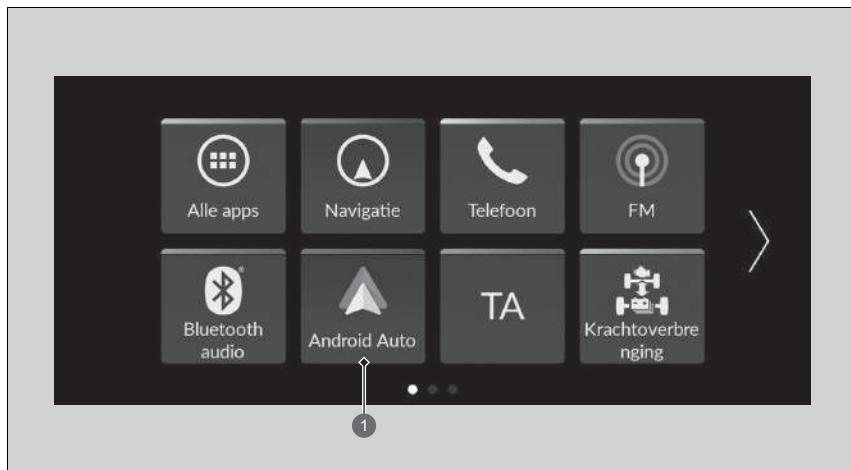 Alle apps
Navigatie
Telefoon
FM
Bluetooth
audio
Android Auto
TA
Krachtoverbre
nging
1